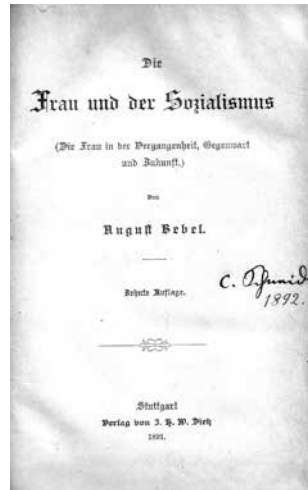 Die
Frau und der Sozialismus
(Die Frau in der Vergangenheit, Gegenwart
und Zukunft.)
Von
August Bebel.
Zehnte Auflage.
C. Schmid
1892.
Stuttgart
Verlag von J. H. W. Dietz
1891.